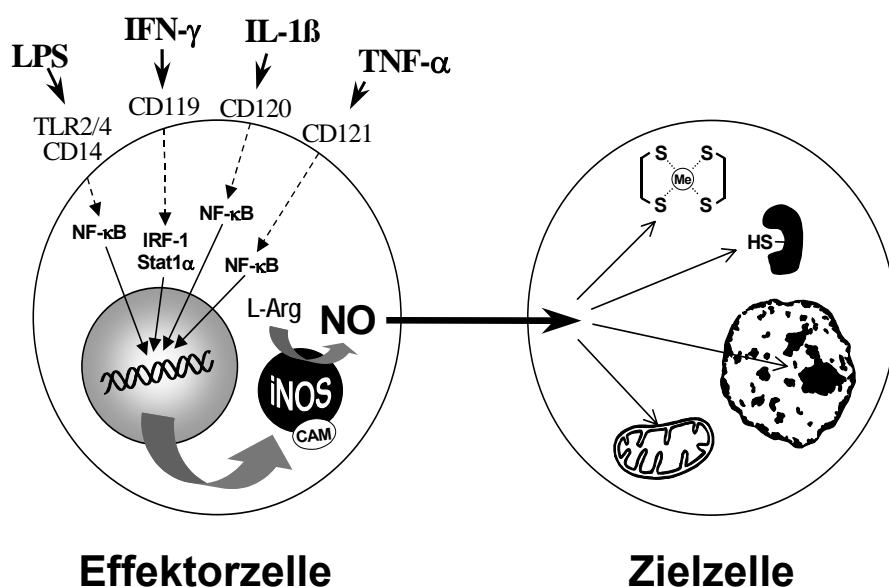 LPS
IFN-γ
IL-1ß
TNF-α
TLR2/4
CD14
CD119
CD120
CD121
NF-κB
IRF-1
Stat1α
NF-κB
NF-κB
L-Arg
NO
iNOS
CAM
S
S
Me
S
S
HS
Effektorzelle
Zielzelle